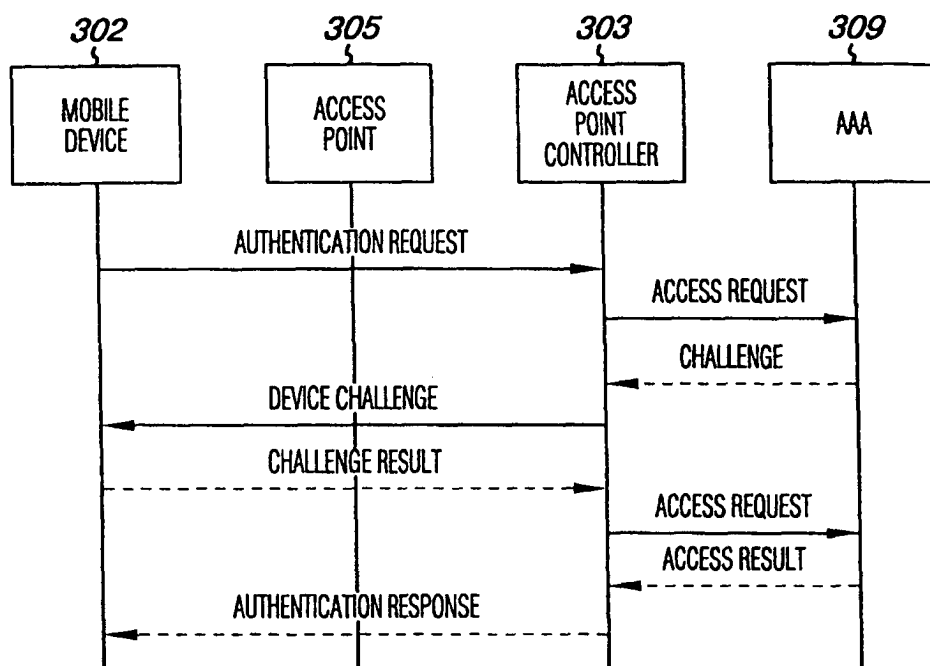 302
305
303
309
MOBILE
DEVICE
ACCESS
POINT
ACCESS
POINT
CONTROLLER
AAA
AUTHENTICATION REQUEST
ACCESS REQUEST
CHALLENGE
DEVICE CHALLENGE
CHALLENGE RESULT
ACCESS REQUEST
ACCESS RESULT
AUTHENTICATION RESPONSE